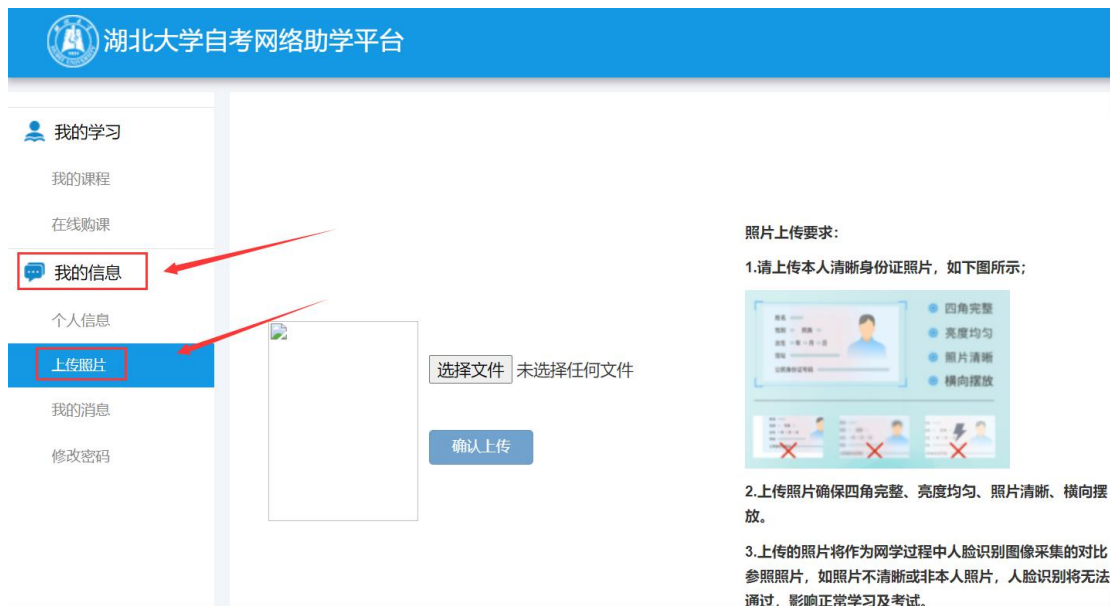 湖北大学自考网络助学平台
我的学习
我的课程
在线购课
我的信息
个人信息
上传照片
我的消息
修改密码
选择文件 未选择任何文件
确认上传
照片上传要求：
1.请上传本人清晰身份证照片，如下图所示；
四角完整
亮度均匀
照片清晰
横向摆放
2.上传照片确保四角完整、亮度均匀、照片清晰、横向摆
放。
3.上传的照片将作为网学过程中人脸识别图像采集的对比
参照照片，如照片不清晰或非本人照片，人脸识别将无法
通过，影响正常学习及考试。